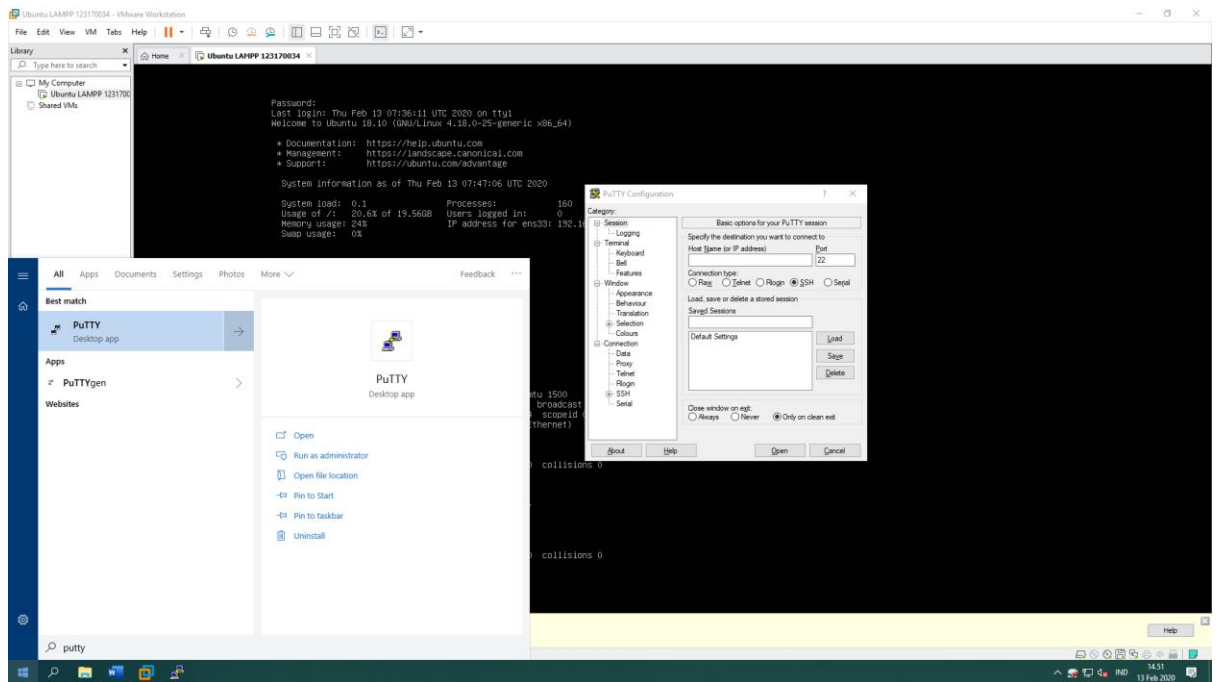 Ubuntu LAMPP 123170034 - VMware Workstation
File Edit View VM Tabs Help
Library
Type here to search
My Computer
Ubuntu LAMPP 123170
Shared VMs
Home
Ubuntu LAMPP 123170034
Password:
Last login: Thu Feb 13 07:36:11 UTC 2020 on tty1
Welcome to Ubuntu 18.10 (GNU/Linux 4.18.0-25-generic x86_64)
* Documentation: https://help.ubuntu.com
* Management: https://landscape.canonical.com
* Support: https://ubuntu.com/advantage
System information as of Thu Feb 13 07:47:06 UTC 2020
System load: 0.1 Processes: 160
Usage of /: 20.6% of 19.56GB Users logged in: 0
Memory usage: 24% IP address for ens33: 192.1
Swap usage: 0%
mtu 1500
broadcast
scopeid
thernet)
collisions 0
collisions 0
PuTTY Configuration
Category:
Session
Logging
Terminal
Keyboard
Bell
Features
Window
Appearance
Behaviour
Translation
Selection
Colours
Connection
Data
Proxy
Telnet
Rlogin
SSH
Serial
Basic options for your PuTTY session
Specify the destination you want to connect to
Host Name (or IP address) Port
22
Connection type:
Raw Telnet Rlogin SSH Serial
Load, save or delete a stored session
Saved Sessions
Default Settings
Load
Save
Delete
Close window on exit:
Always Never Only on clean exit
About Help Open Cancel
All Apps Documents Settings Photos More Feedback ...
Best match
PuTTY
Desktop app
Apps
PuTTYgen
Websites
PuTTY
Desktop app
Open
Run as administrator
Open file location
Pin to Start
Pin to taskbar
Uninstall
putty
Help
IND
14.51
13 Feb 2020